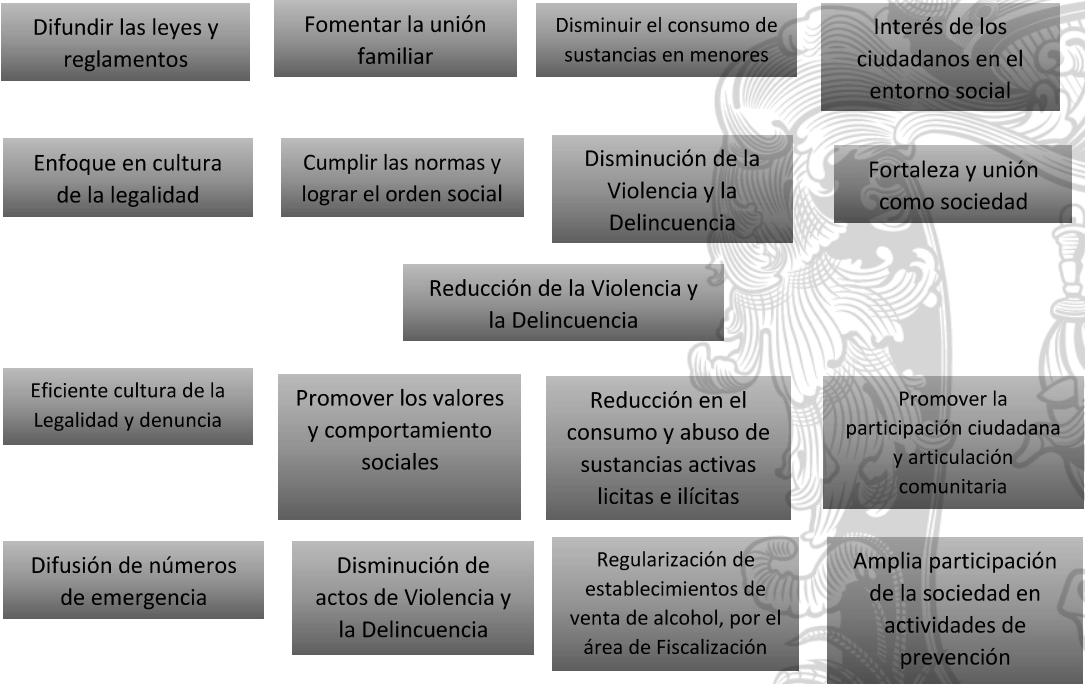 Difundir las leyes y
reglamentos
Fomentar la unión
familiar
Disminuir el consumo de
sustancias en menores
Interés de los
ciudadanos en el
entorno social
Enfoque en cultura
de la legalidad
Cumplir las normas y
lograr el orden social
Disminución de la
Violencia y la
Delincuencia
Fortaleza y unión
como sociedad
Reducción de la Violencia y
la Delincuencia
Eficiente cultura de la
Legalidad y denuncia
Promover los valores
y comportamiento
sociales
Reducción en el
consumo y abuso de
sustancias activas
licitas e ilícitas
Promover la
participación ciudadana
y articulación
comunitaria
Difusión de números
de emergencia
Disminución de
actos de Violencia y
la Delincuencia
Regularización de
establecimientos de
venta de alcohol, por el
área de Fiscalización
Amplia participación
de la sociedad en
actividades de
prevención